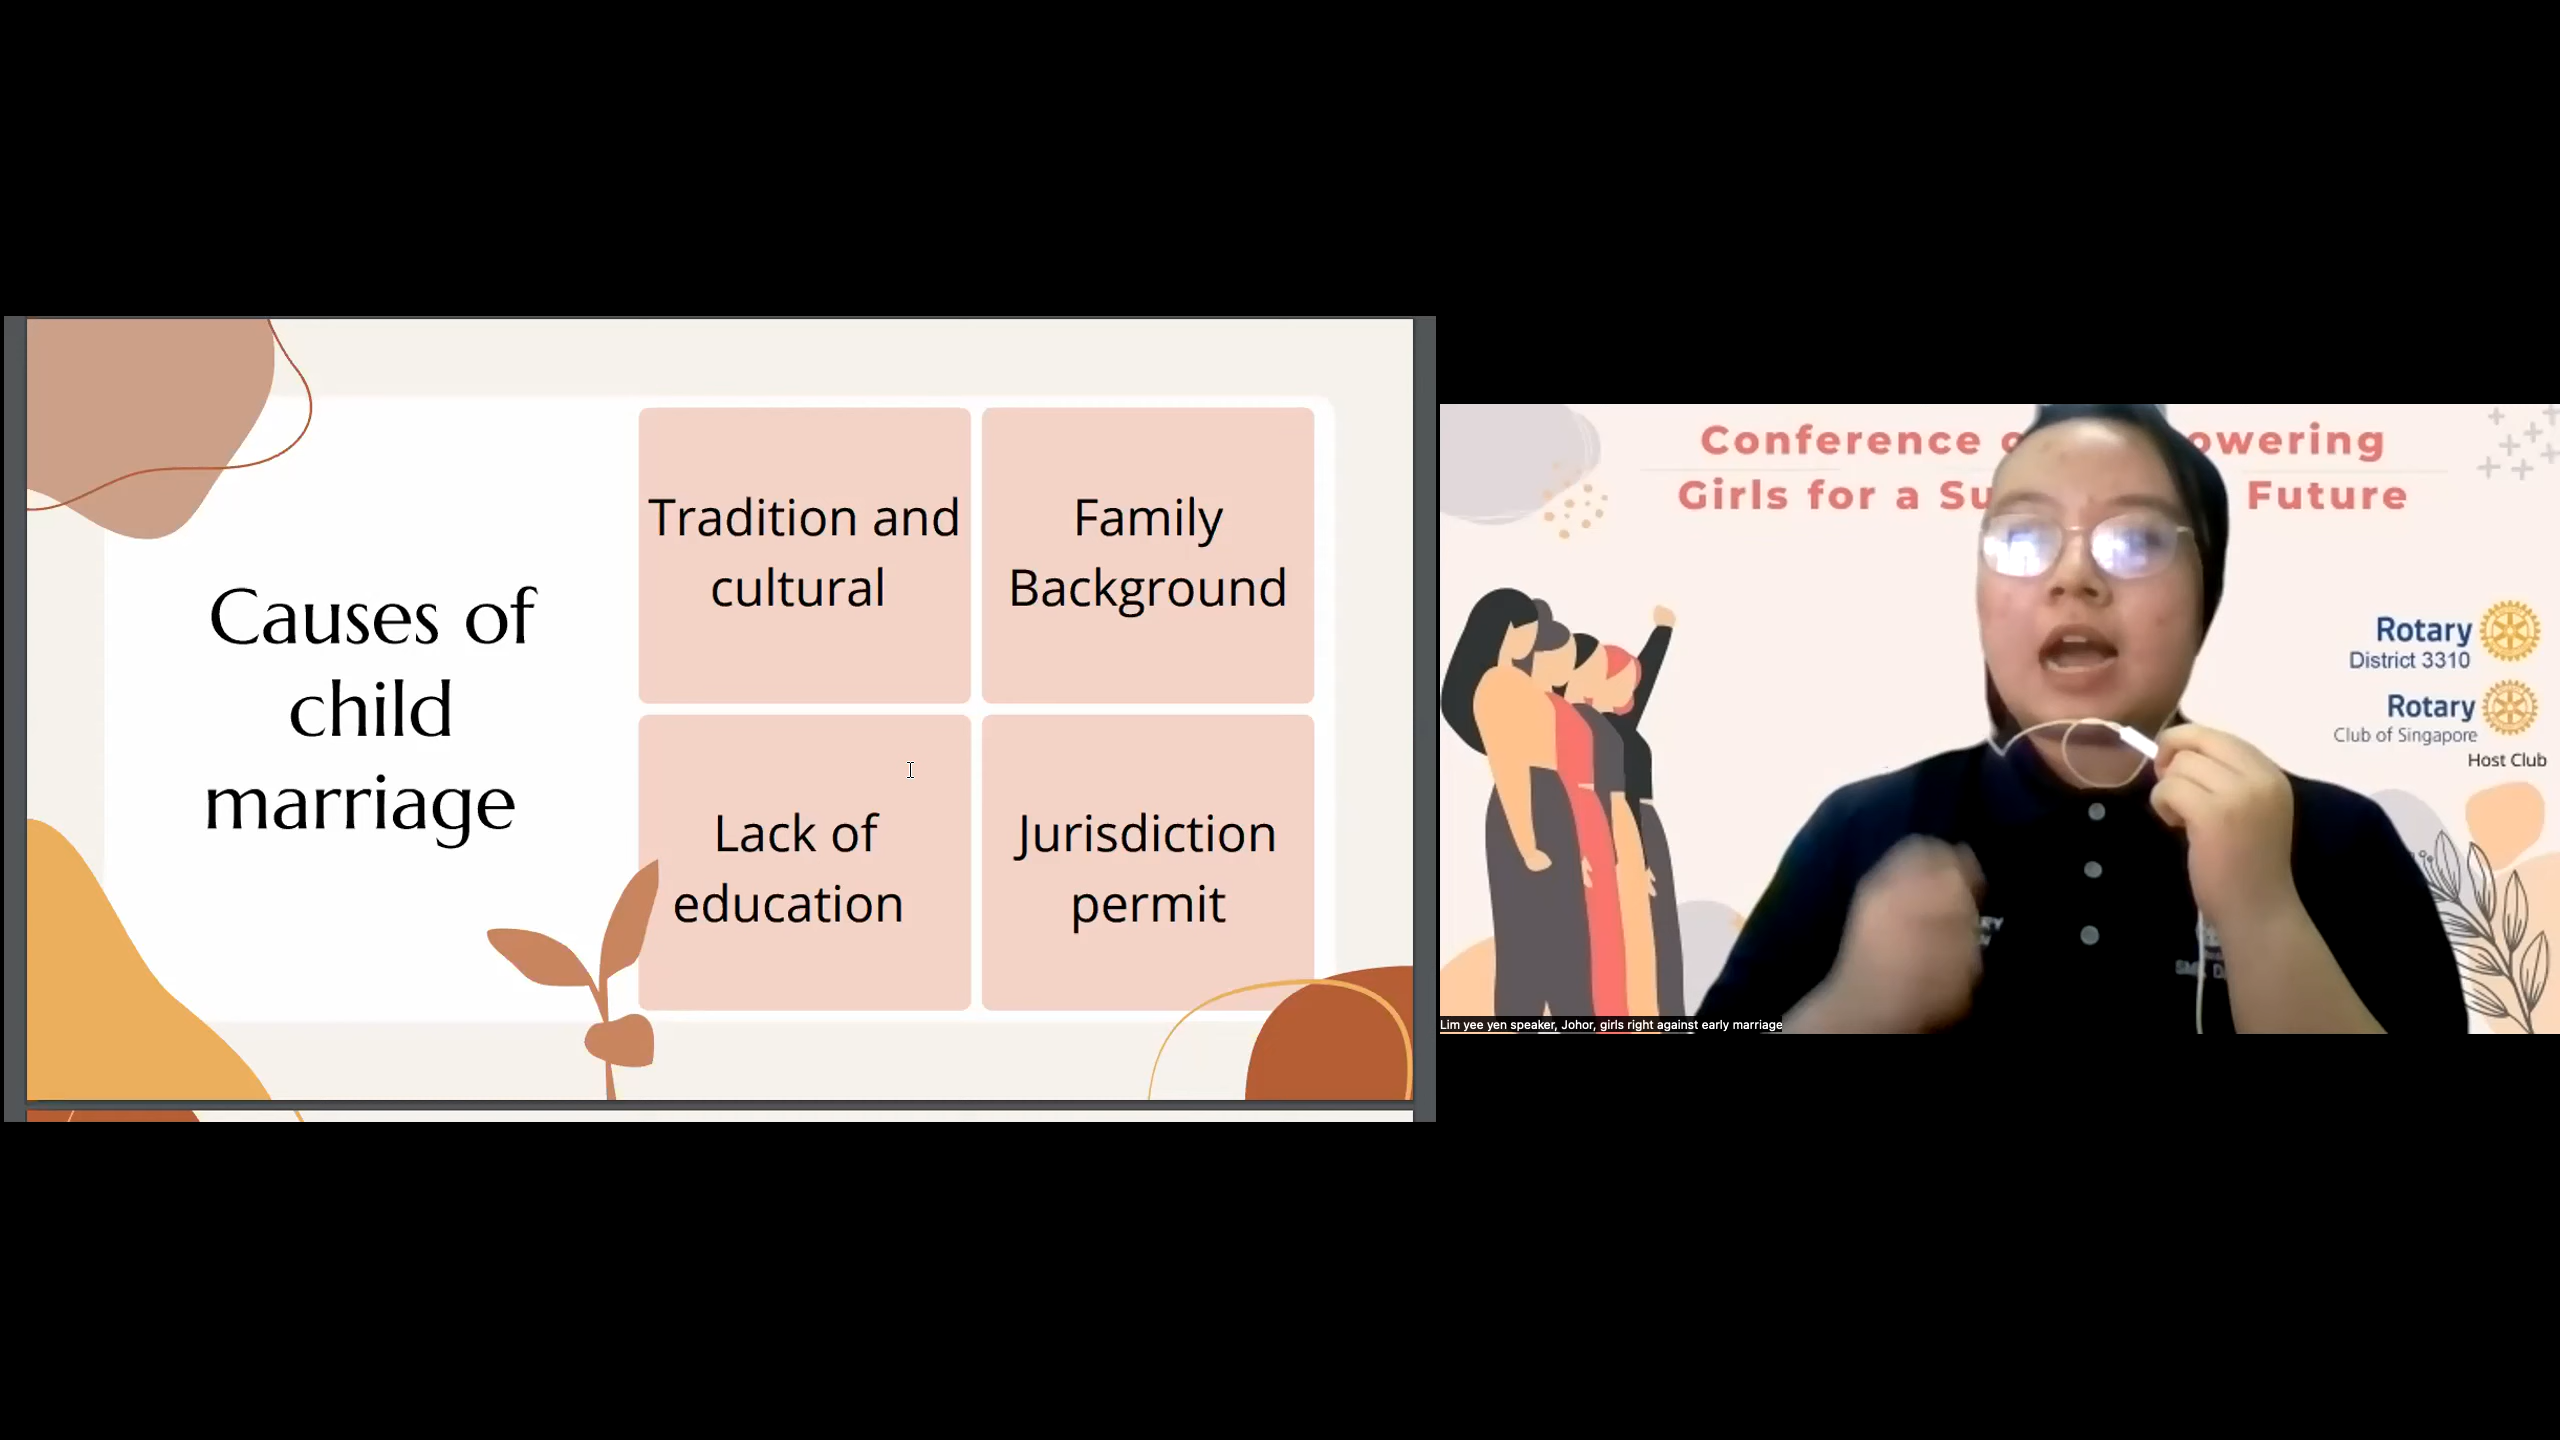 Causes of
child
marriage
Tradition and
cultural
Family
Background
Lack of
education
Jurisdiction
permit
Conference
owering
Girls for a Su
Future
Rotary
District 3310
Rotary
Club of Singapore
Host Club
Lim yee yen speaker, Johor, girls right against early marriage